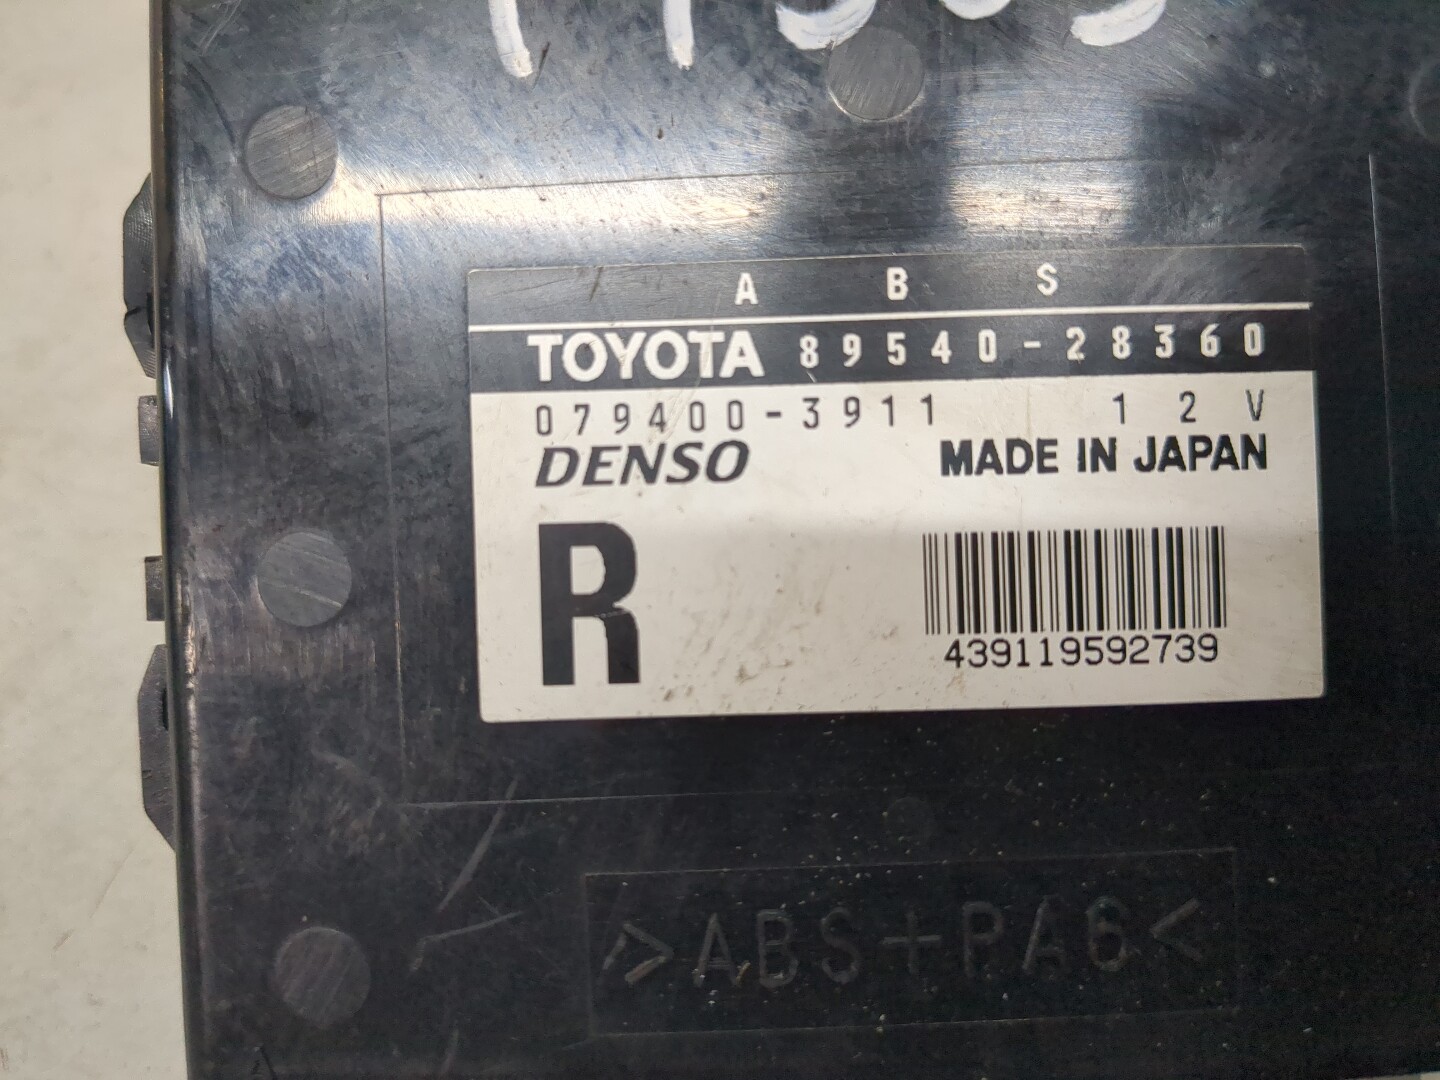 A B S
TOYOTA 89540-28360
079400-3911 12V
DENSO MADE IN JAPAN
R
439119592739
>ABS+PA6<